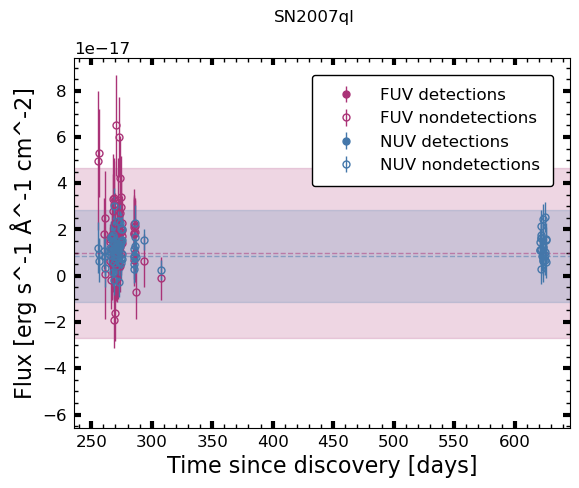 SN2007ql
1e−17
FUV detections
FUV nondetections
NUV detections
NUV nondetections
8
6
4
2
0
−2
−4
−6
Flux [erg s^-1 Å^-1 cm^-2]
250 300 350 400 450 500 550 600
Time since discovery [days]